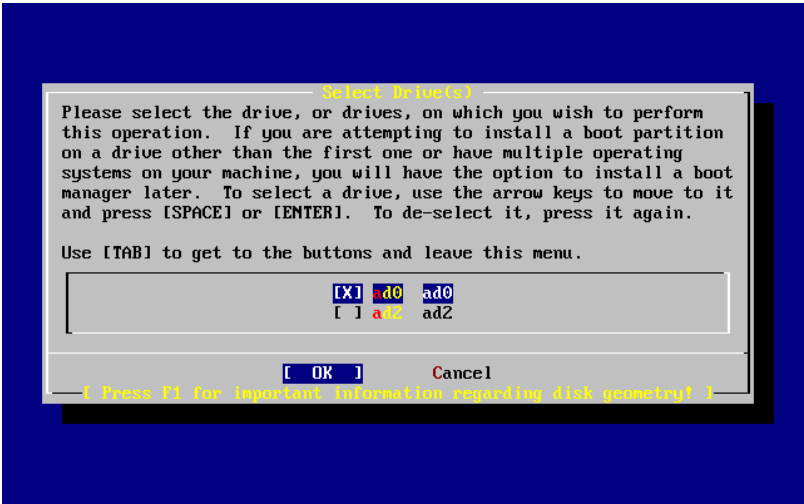 Select Drive(s)
Please select the drive, or drives, on which you wish to perform
this operation.  If you are attempting to install a boot partition
on a drive other than the first one or have multiple operating
systems on your machine, you will have the option to install a boot
manager later.  To select a drive, use the arrow keys to move to it
and press [SPACE] or [ENTER].  To de-select it, press it again.
Use [TAB] to get to the buttons and leave this menu.
[X] ad0  ad0
[ ] ad2  ad2
[  OK  ]  Cancel
[ Press F1 for important information regarding disk geometry! ]